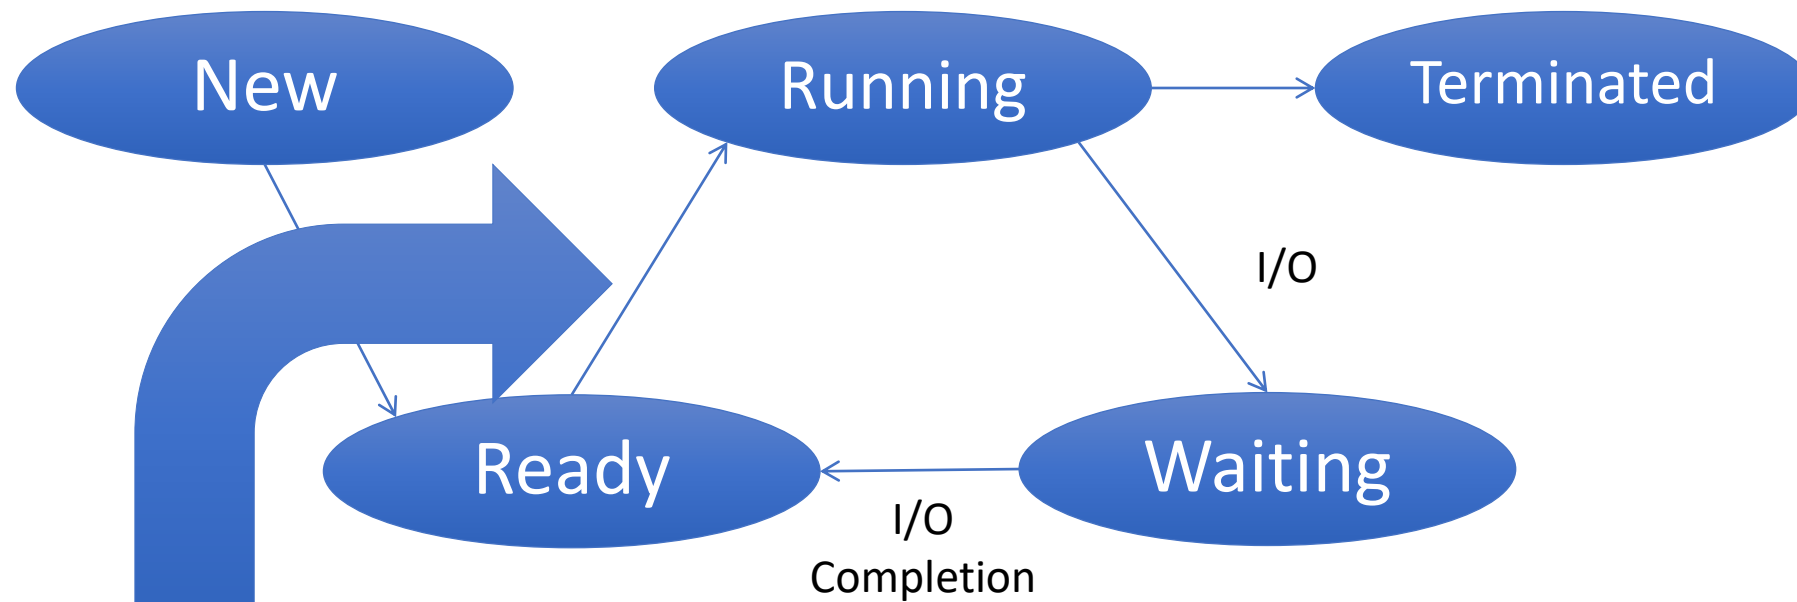 New
Running
Terminated
I/O
Ready
Waiting
I/O
Completion